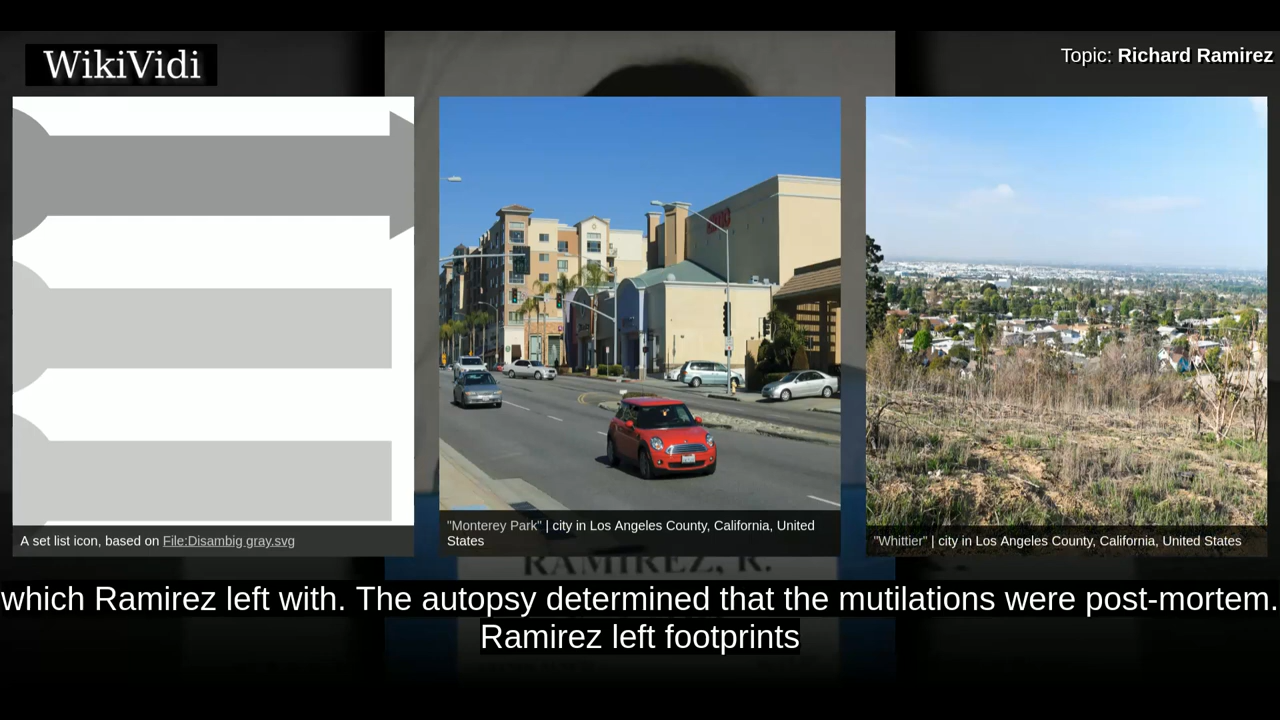 WikiVidi
Topic: Richard Ramirez
A set list icon, based on File:Disambig gray.svg
"Monterey Park" | city in Los Angeles County, California, United
States
"Whittier" | city in Los Angeles County, California, United States
RAMIREZ, R.
which Ramirez left with. The autopsy determined that the mutilations were post-mortem.
Ramirez left footprints